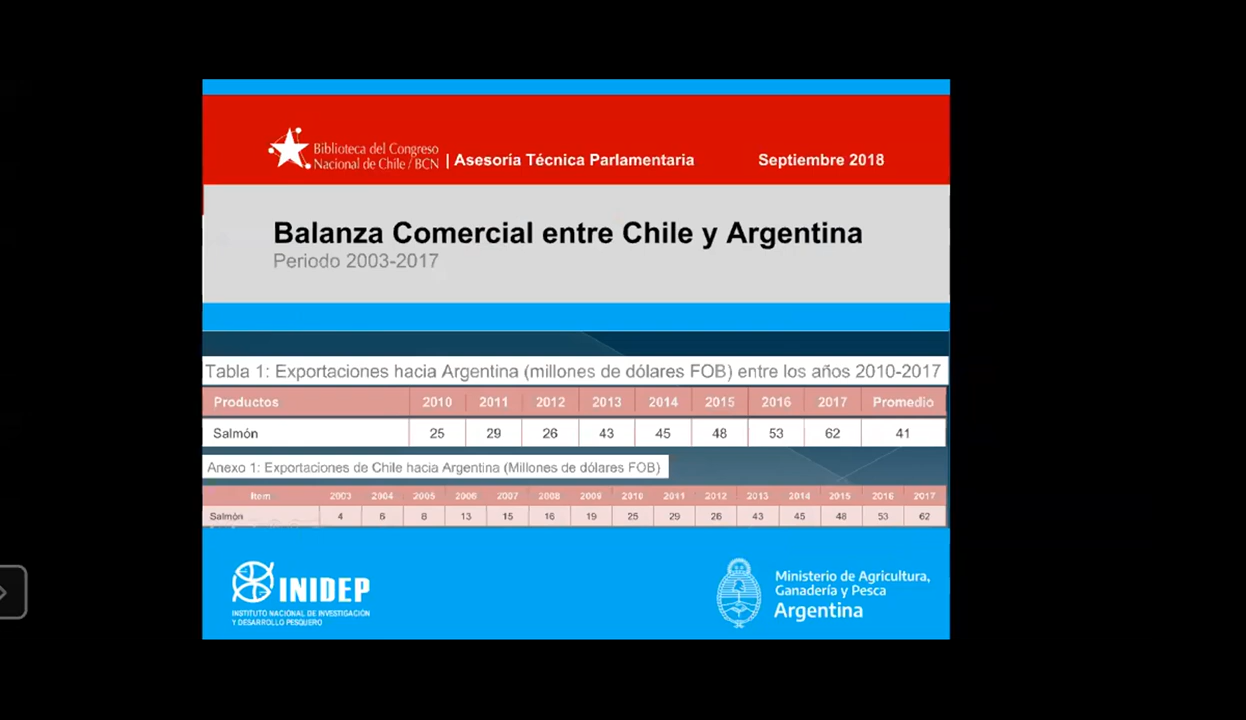 Biblioteca del Congreso
Nacional de Chile / BCN | Asesoría Técnica Parlamentaria Septiembre 2018
Balanza Comercial entre Chile y Argentina
Periodo 2003-2017
Tabla 1: Exportaciones hacia Argentina (millones de dólares FOB) entre los años 2010-2017
Productos 2010 2011 2012 2013 2014 2015 2016 2017 Promedio
Salmón 25 29 26 43 45 48 53 62 41
Anexo 1: Exportaciones de Chile hacia Argentina (Millones de dólares FOB)
Item 2003 2004 2005 2006 2007 2008 2009 2010 2011 2012 2013 2014 2015 2016 2017
Salmón 4 6 8 13 15 16 19 25 29 26 43 45 48 53 62
INIDEP
INSTITUTO NACIONAL DE INVESTIGACIÓN
Y DESARROLLO PESQUERO
Ministerio de Agricultura,
Ganadería y Pesca
Argentina